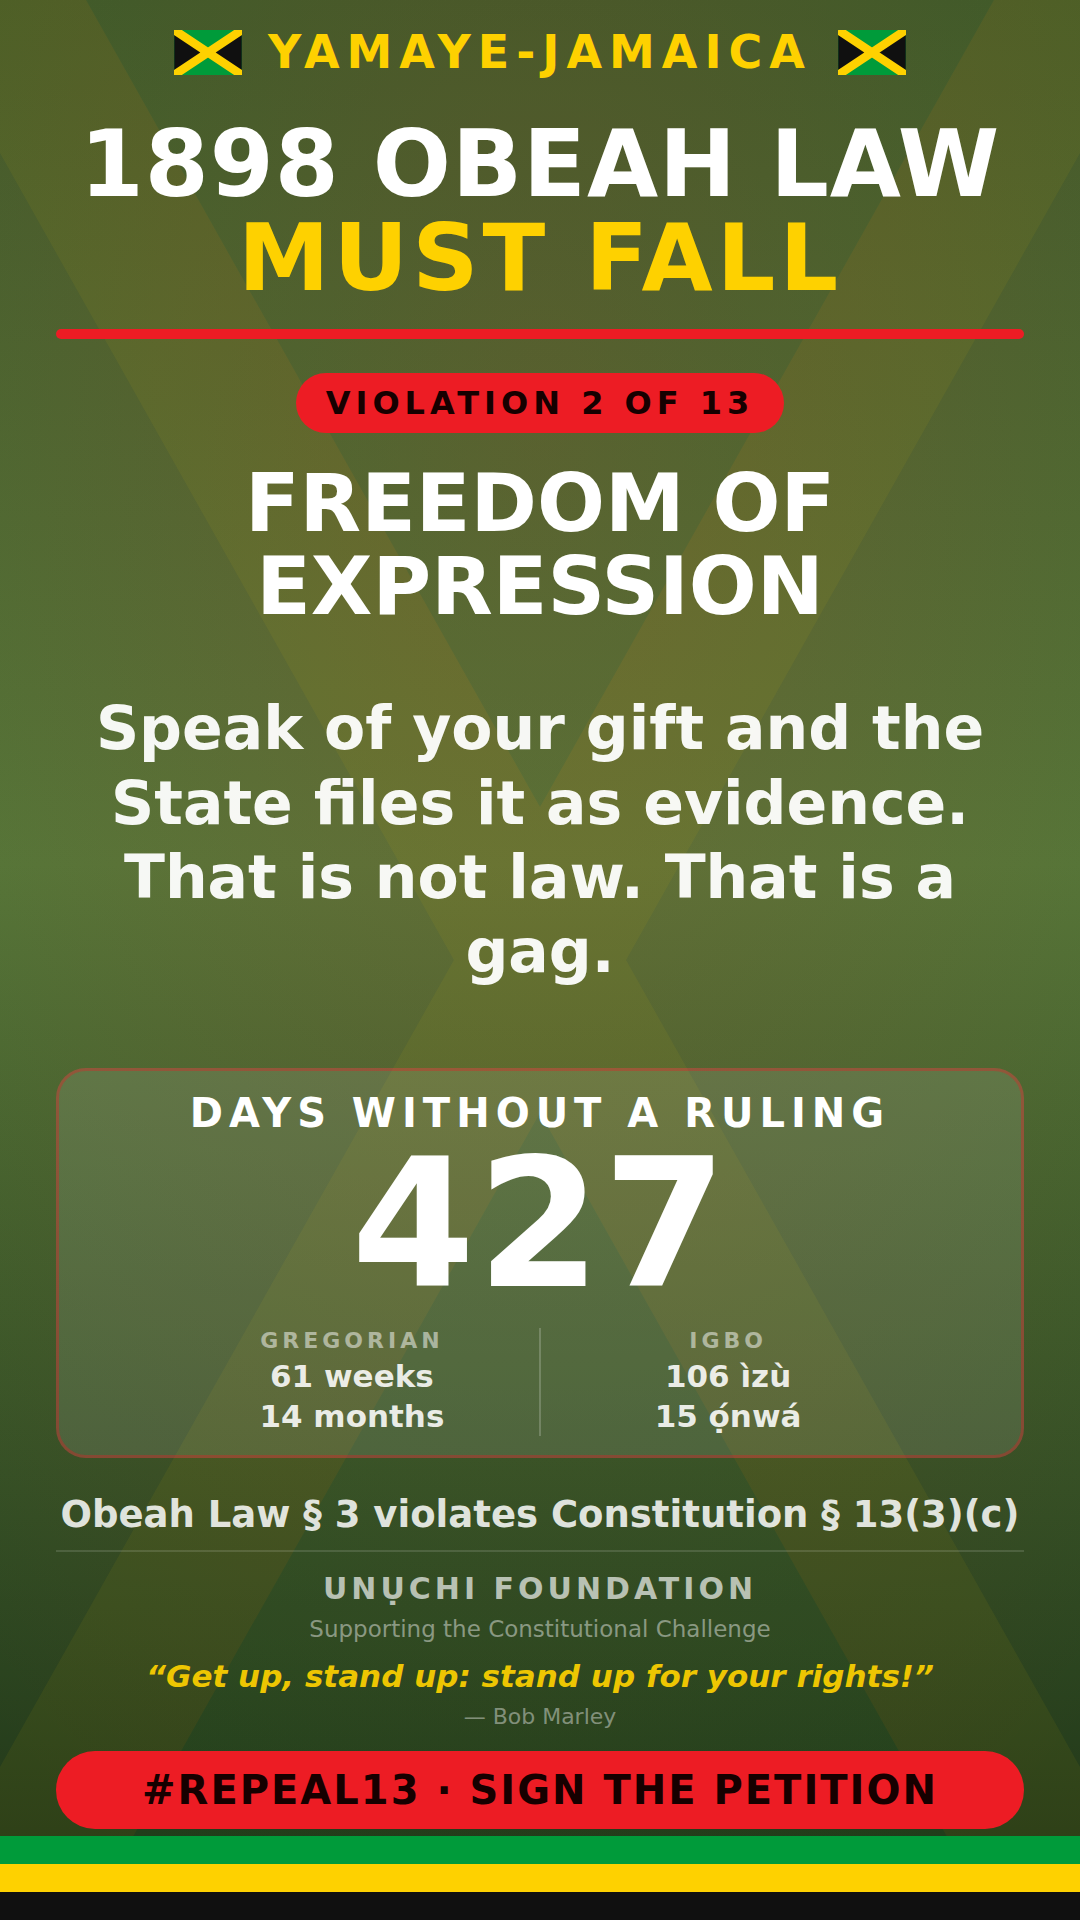 YAMAYE-JAMAICA
1898 OBEAH LAW
MUST FALL
VIOLATION 2 OF 13
FREEDOM OF
EXPRESSION
Speak of your gift and the
State files it as evidence.
That is not law. That is a
gag.
DAYS WITHOUT A RULING
427
GREGORIAN
61 weeks
14 months
IGBO
106 ìzù
15 ọ́nwá
Obeah Law § 3 violates Constitution § 13(3)(c)
UNỤCHI FOUNDATION
Supporting the Constitutional Challenge
“Get up, stand up: stand up for your rights!”
— Bob Marley
#REPEAL13 · SIGN THE PETITION